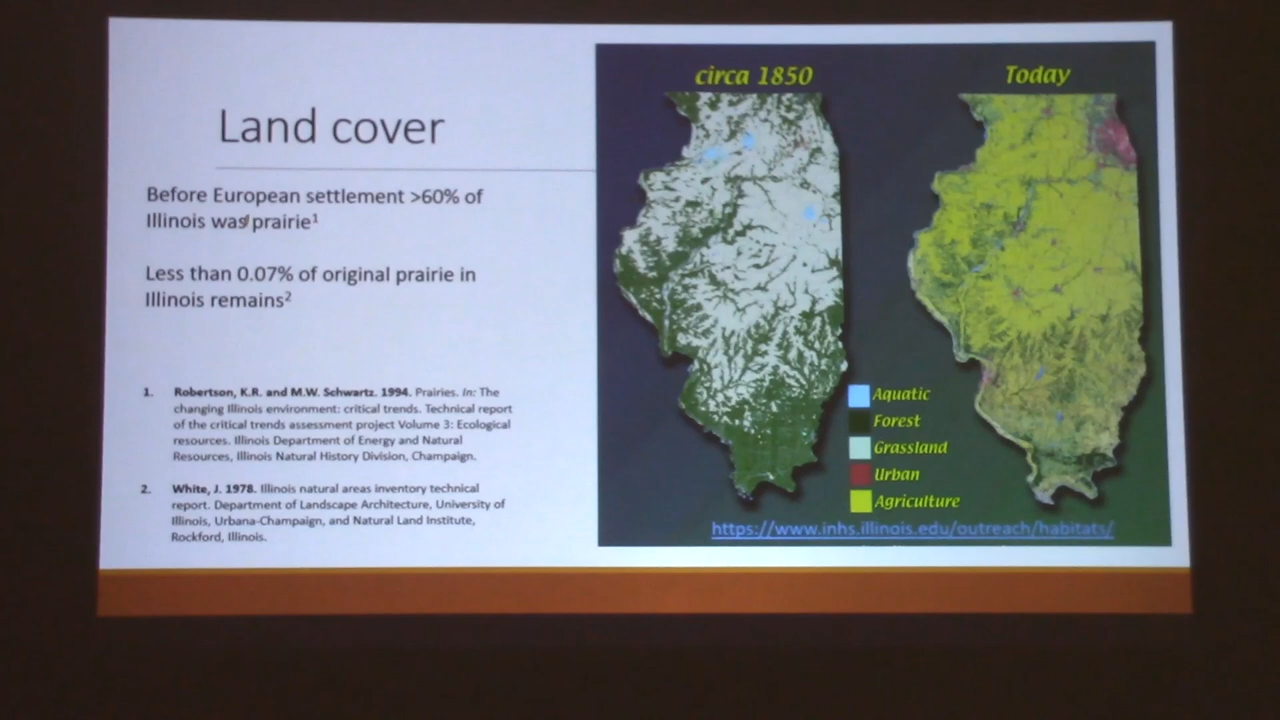 Land cover
Before European settlement >60% of
Illinois was prairie¹
Less than 0.07% of original prairie in
Illinois remains²
1. Robertson, K.R. and M.W. Schwartz. 1994. Prairies. In: The
changing Illinois environment: critical trends. Technical report
of the critical trends assessment project Volume 3: Ecological
resources. Illinois Department of Energy and Natural
Resources, Illinois Natural History Division, Champaign.
2. White, J. 1978. Illinois natural areas inventory technical
report. Department of Landscape Architecture, University of
Illinois, Urbana-Champaign, and Natural Land Institute,
Rockford, Illinois.
circa 1850
Today
Aquatic
Forest
Grassland
Urban
Agriculture
https://www.inhs.illinois.edu/outreach/habitats/